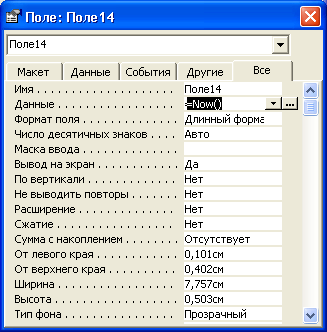 Поле: Поле14
Поле14
Макет Данные События Другие Все
Имя . . . . . . . . . . . . . . . . . . . Поле14
Данные . . . . . . . . . . . . . . . . =Now() ...
Формат поля . . . . . . . . . . . Длинный форма
Число десятичных знаков . . . . Авто
Маска ввода . . . . . . . . . . .
Вывод на экран . . . . . . . . . Да
По вертикали . . . . . . . . . . . Нет
Не выводить повторы . . . . . . Нет
Расширение . . . . . . . . . . . . Нет
Сжатие . . . . . . . . . . . . . . . Нет
Сумма с накоплением . . . . . . Отсутствует
От левого края . . . . . . . . . . 0,101см
От верхнего края . . . . . . . . 0,402см
Ширина . . . . . . . . . . . . . . . 7,757см
Высота . . . . . . . . . . . . . . . 0,503см
Тип фона . . . . . . . . . . . . . . Прозрачный